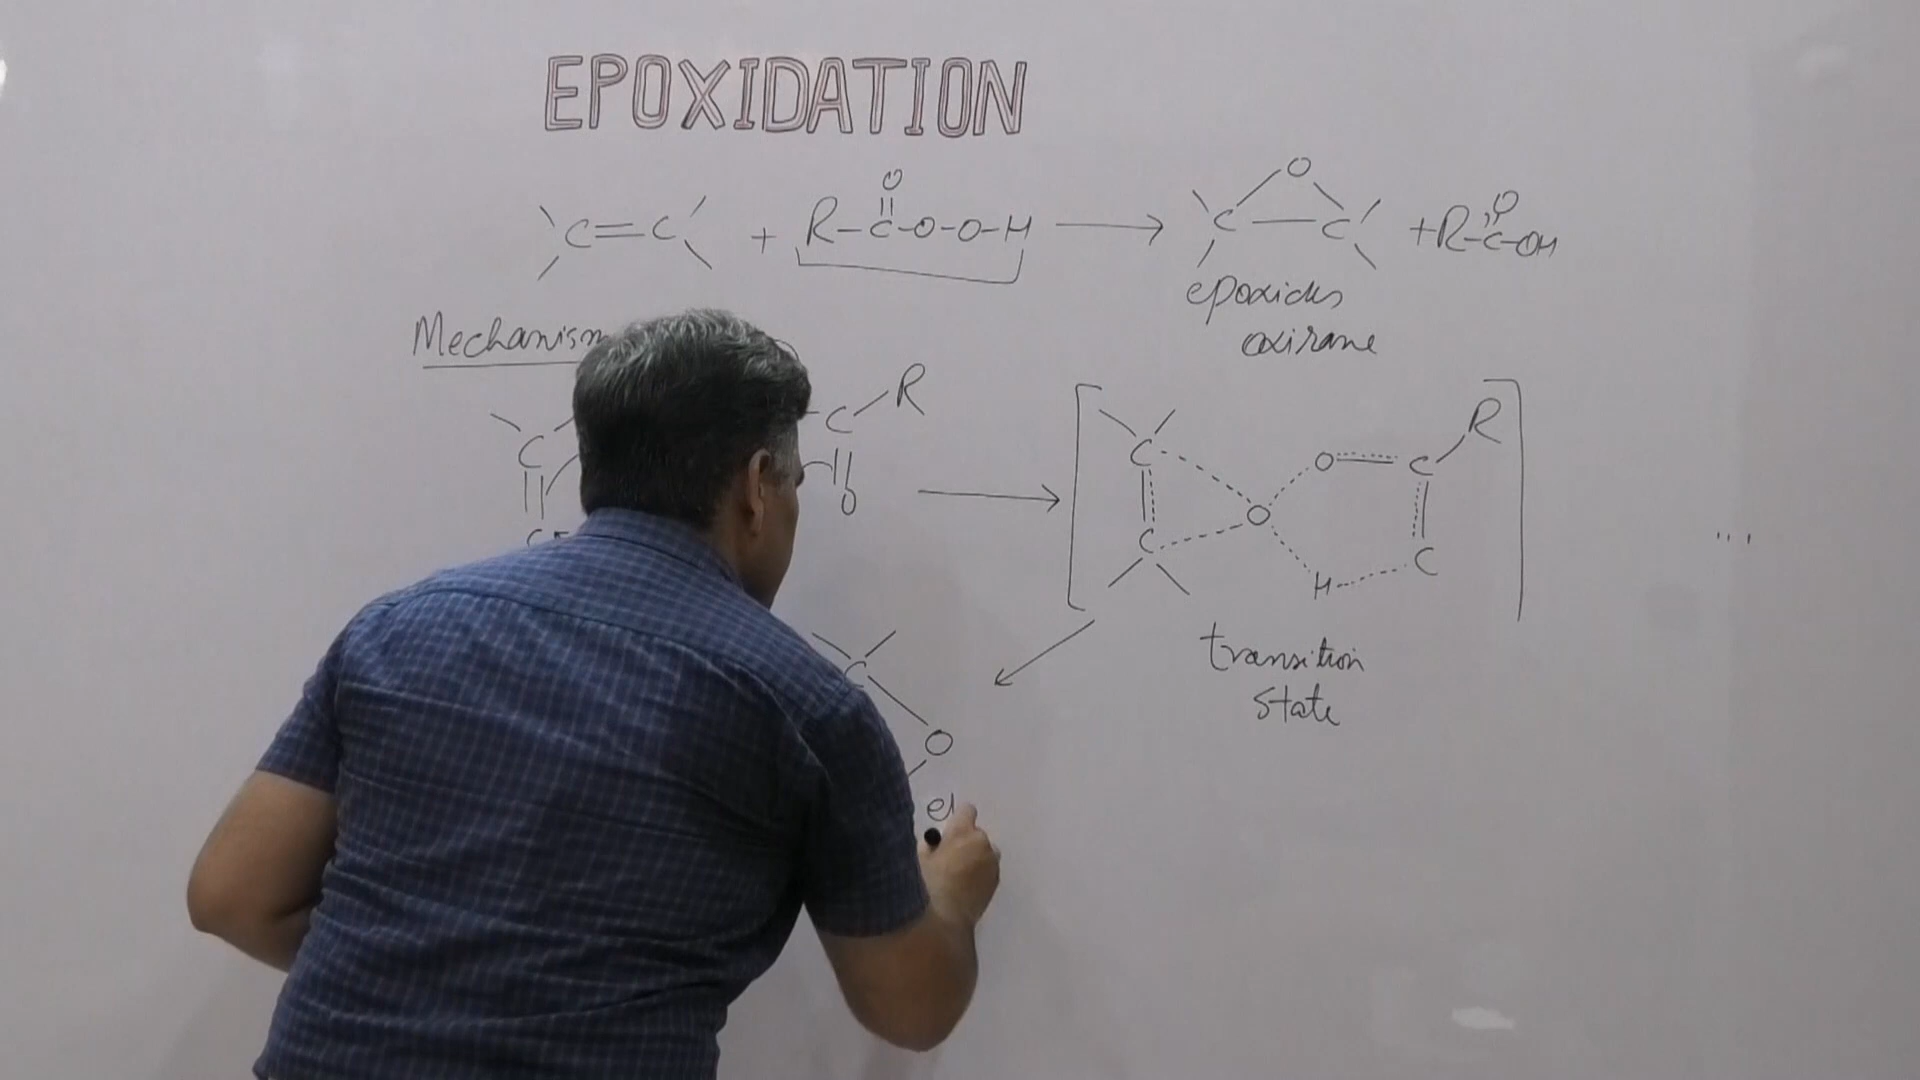 EPOXIDATION
C=C + R-C(=O)-O-O-H → C-C O + R-C(=O)-OH
epoxides
oxirane
Mechanism
C C R
C O
C O C R
C O H C
transition
state
C
O